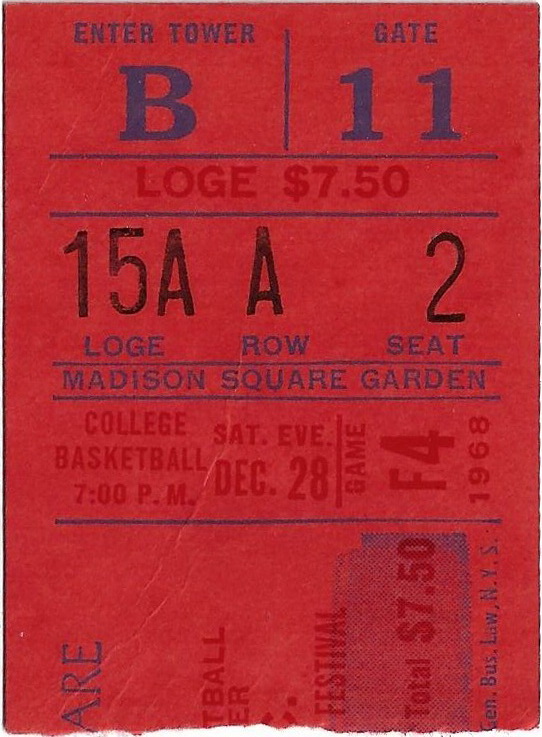 ENTER TOWER
B
GATE
11
LOGE $7.50
15A A 2
LOGE ROW SEAT
MADISON SQUARE GARDEN
COLLEGE
BASKETBALL
7:00 P. M.
SAT. EVE.
DEC. 28
GAME
F4
1968
ARE
TBALL
ER
FESTIVAL
Total $7.50
Gen. Bus. Law, N.Y.S.